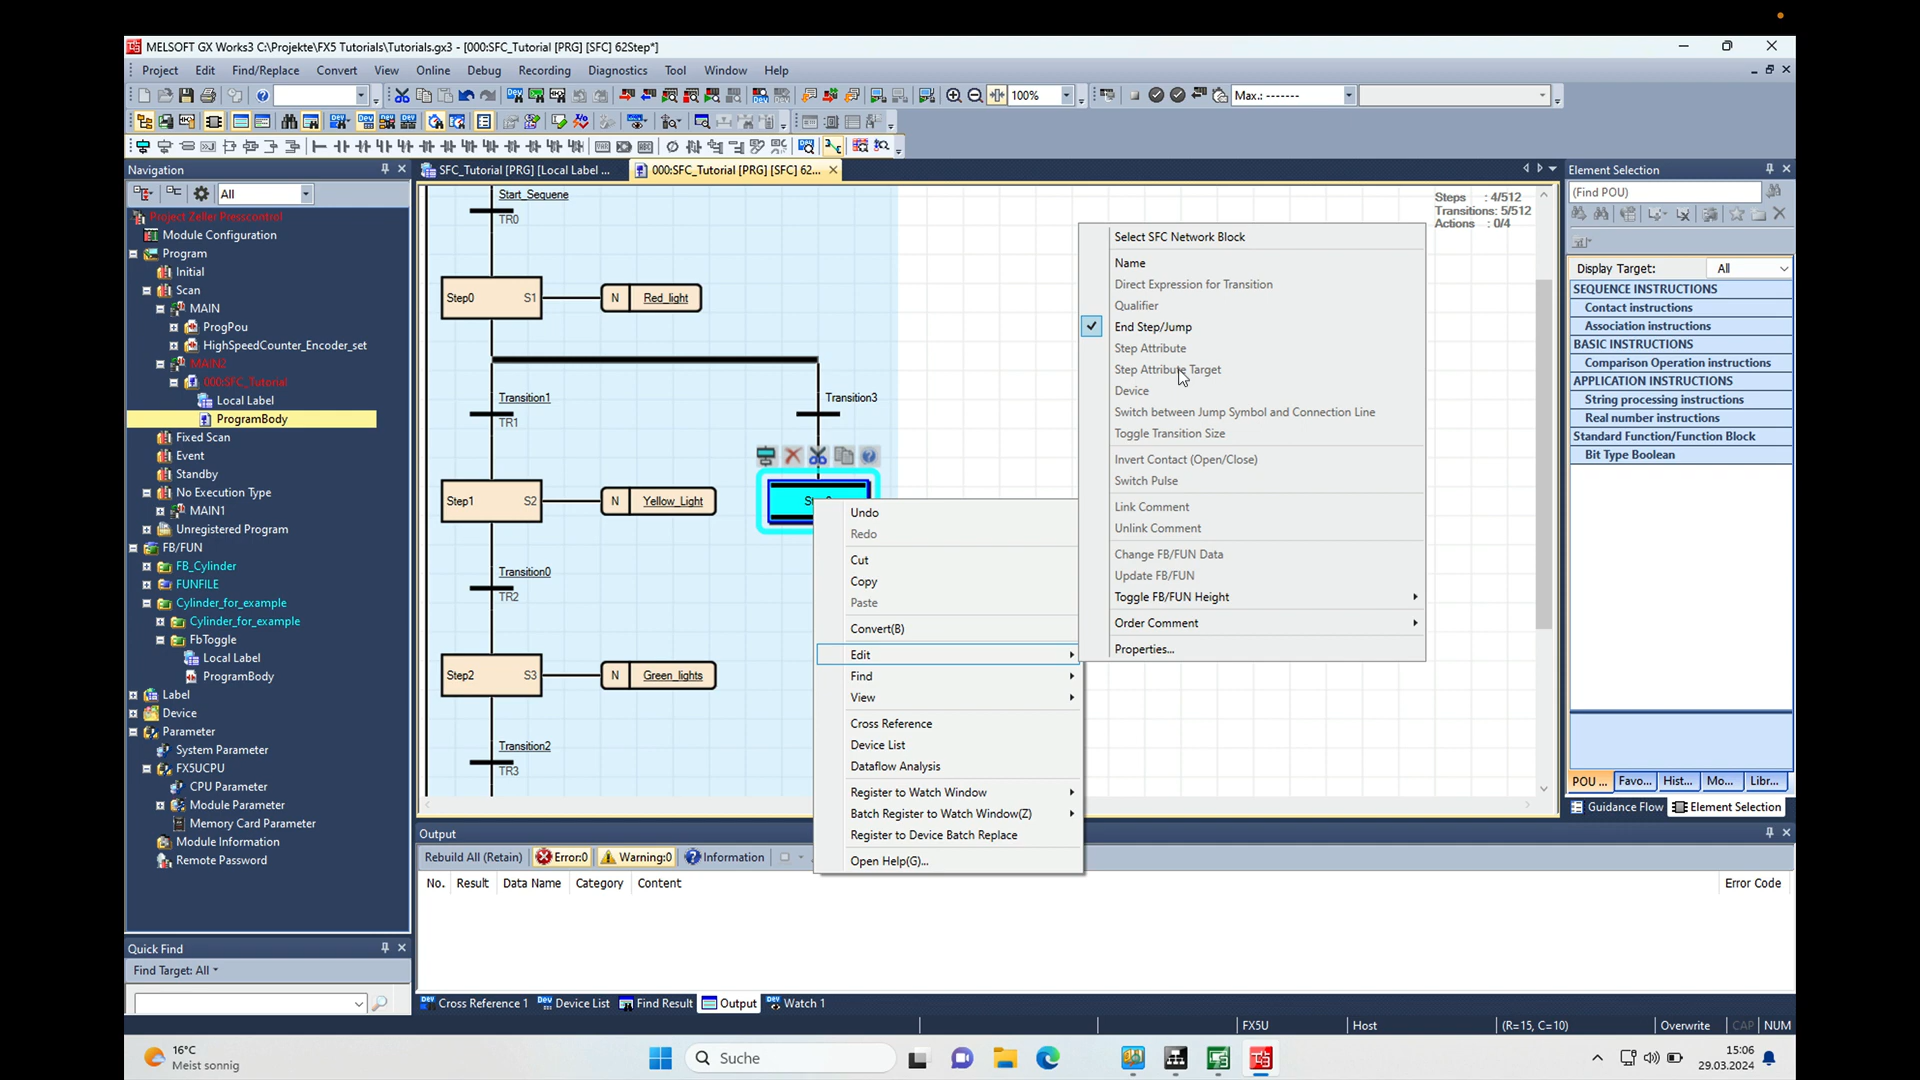 MELSOFT GX Works3 C:\Projekte\FX5 Tutorials\Tutorials.gx3 - [000:SFC_Tutorial [PRG] [SFC] 62Step*]
Project Edit Find/Replace Convert View Online Debug Recording Diagnostics Tool Window Help
100% Max.: -------
Navigation
All
Project Zeller Presscontrol
Module Configuration
Program
Initial
Scan
MAIN
ProgPou
HighSpeedCounter_Encoder_set
MAIN2
000:SFC_Tutorial
Local Label
ProgramBody
Fixed Scan
Event
Standby
No Execution Type
MAIN1
Unregistered Program
FB/FUN
FB_Cylinder
FUNFILE
Cylinder_for_example
Cylinder_for_example
FbToggle
Local Label
ProgramBody
Label
Device
Parameter
System Parameter
FX5UCPU
CPU Parameter
Module Parameter
Memory Card Parameter
Module Information
Remote Password
Quick Find
Find Target: All
SFC_Tutorial [PRG] [Local Label ...
000:SFC_Tutorial [PRG] [SFC] 62...
Steps : 4/512
Transitions: 5/512
Actions : 0/4
Start_Sequene
TR0
Step0 S1 N Red_light
Transition1
TR1
Transition3
Step1 S2 N Yellow_Light
Transition0
TR2
Step2 S3 N Green_lights
Transition2
TR3
Undo
Redo
Cut
Copy
Paste
Convert(B)
Edit
Find
View
Cross Reference
Device List
Dataflow Analysis
Register to Watch Window
Batch Register to Watch Window(Z)
Register to Device Batch Replace
Open Help(G)...
Select SFC Network Block
Name
Direct Expression for Transition
Qualifier
End Step/Jump
Step Attribute
Step Attribute Target
Device
Switch between Jump Symbol and Connection Line
Toggle Transition Size
Invert Contact (Open/Close)
Switch Pulse
Link Comment
Unlink Comment
Change FB/FUN Data
Update FB/FUN
Toggle FB/FUN Height
Order Comment
Properties...
Element Selection
(Find POU)
Display Target: All
SEQUENCE INSTRUCTIONS
Contact instructions
Association instructions
BASIC INSTRUCTIONS
Comparison Operation instructions
APPLICATION INSTRUCTIONS
String processing instructions
Real number instructions
Standard Function/Function Block
Bit Type Boolean
POU ... Favo... Hist... Mo... Libr...
Guidance Flow Element Selection
Output
Rebuild All (Retain) Error:0 Warning:0 Information
No. Result Data Name Category Content Error Code
Cross Reference 1 Device List Find Result Output Watch 1
FX5U Host (R=15, C=10) Overwrite CAP NUM
16°C
Meist sonnig
Suche
15:06
29.03.2024